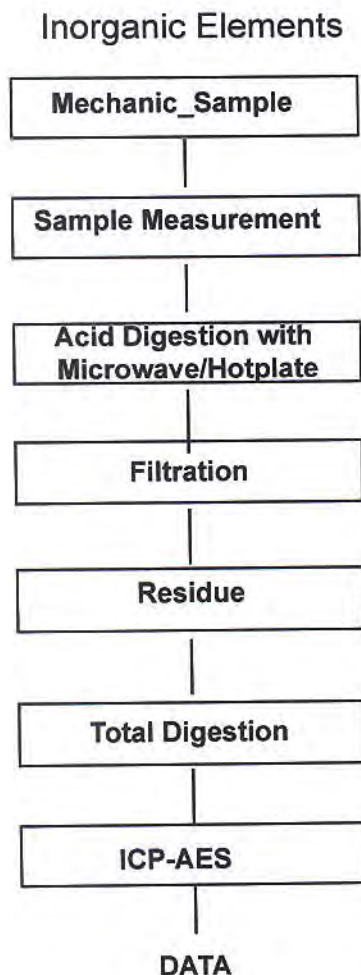 Inorganic Elements
Mechanic_Sample
Sample Measurement
Acid Digestion with
Microwave/Hotplate
Filtration
Residue
Total Digestion
ICP-AES
DATA